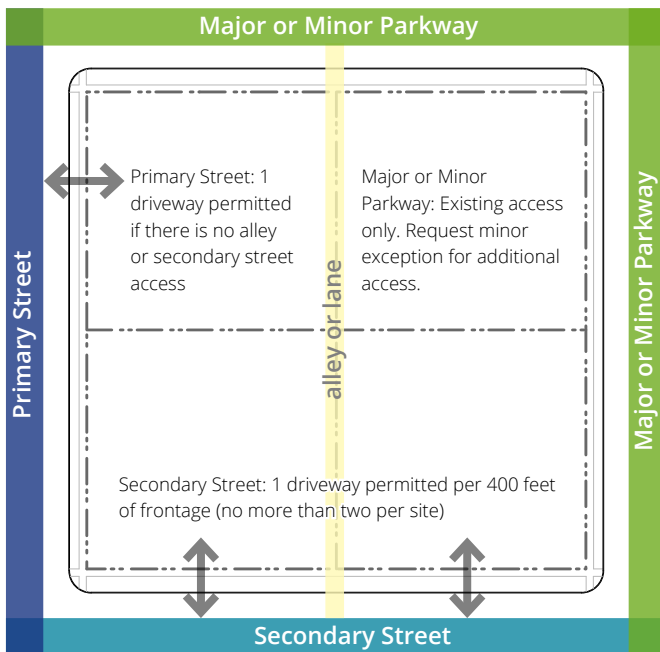 Major or Minor Parkway
Primary Street: 1
driveway permitted
if there is no alley
or secondary street
access
Major or Minor
Parkway: Existing access
only. Request minor
exception for additional
access.
Primary Street
alley or lane
Major or Minor Parkway
Secondary Street: 1 driveway permitted per 400 feet
of frontage (no more than two per site)
Secondary Street